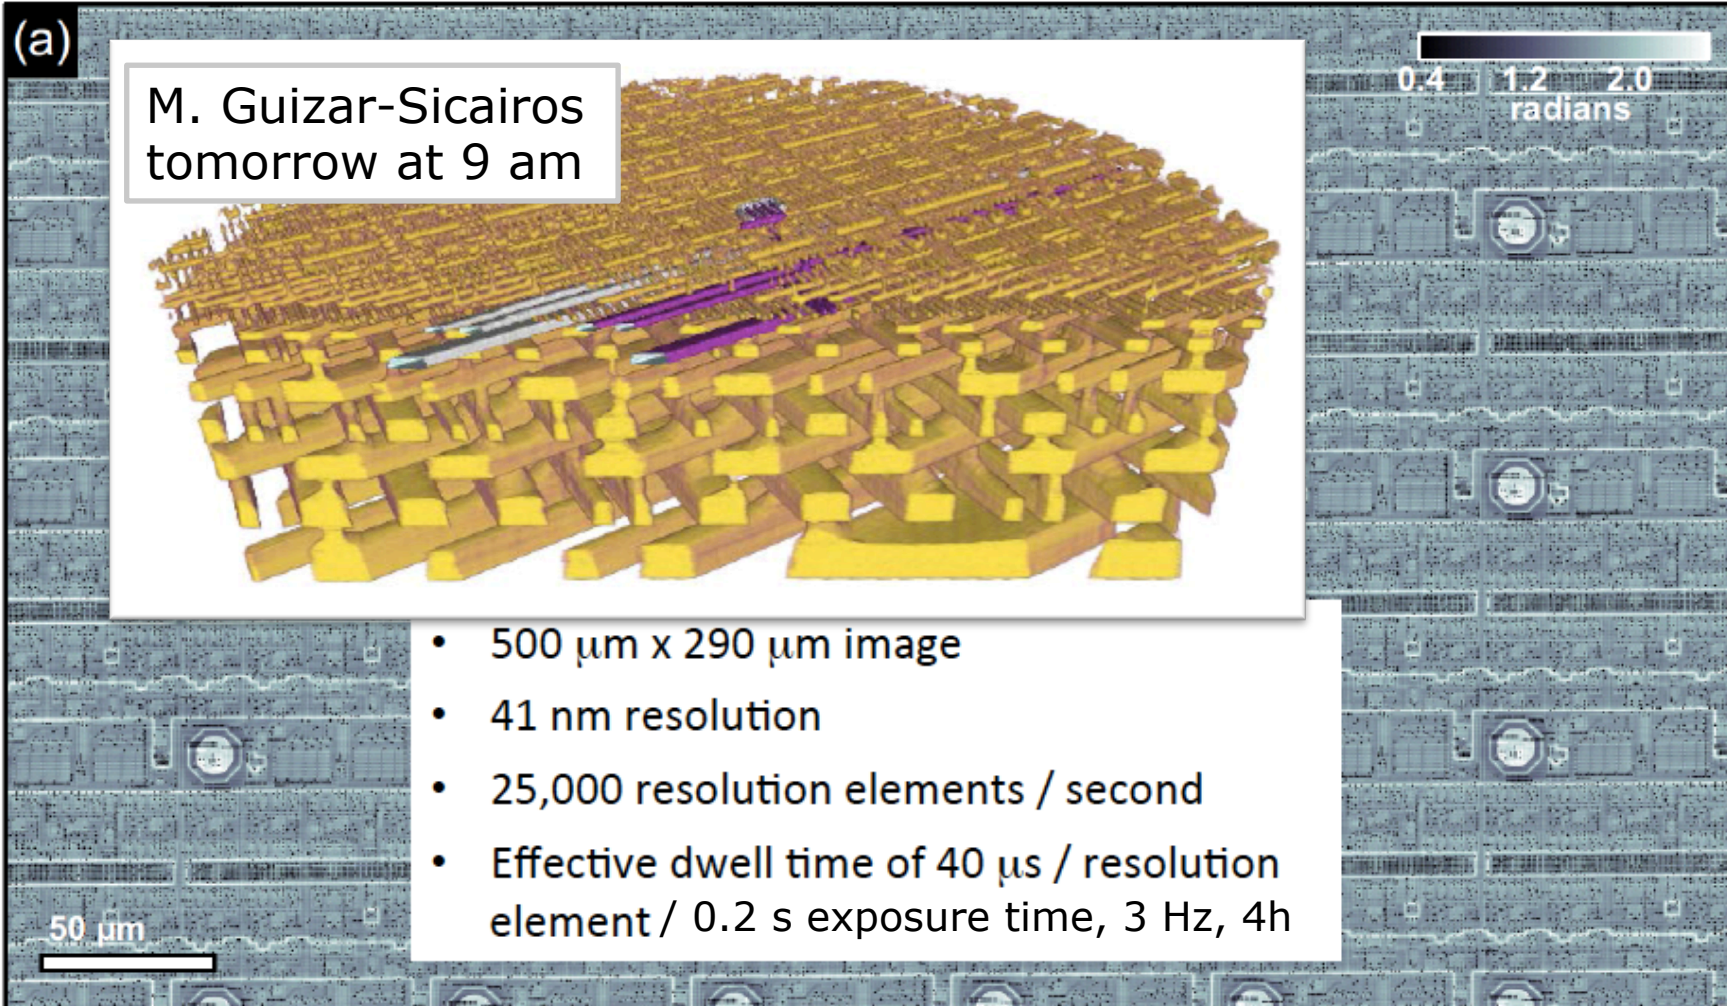 (a)
M. Guizar-Sicairos
tomorrow at 9 am
0.4 1.2 2.0
radians
• 500 μm x 290 μm image
• 41 nm resolution
• 25,000 resolution elements / second
• Effective dwell time of 40 μs / resolution
element / 0.2 s exposure time, 3 Hz, 4h
50 μm